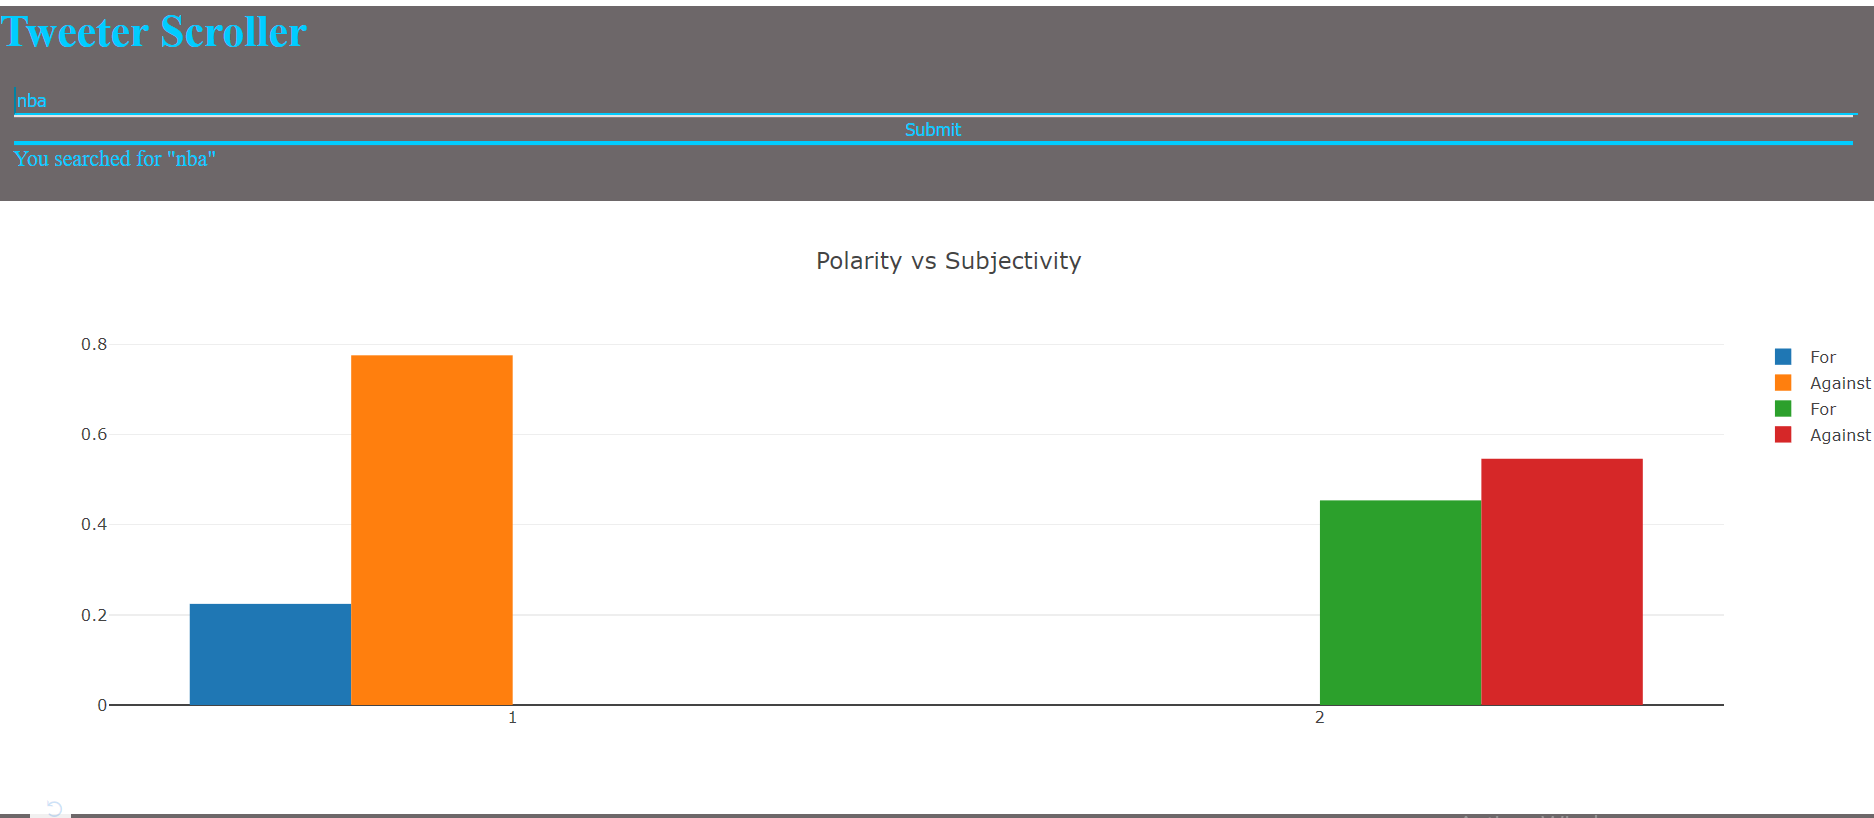 Tweeter Scroller
nba
Submit
You searched for "nba"
Polarity vs Subjectivity
0.8
0.6
0.4
0.2
0
1
2
For
Against
For
Against